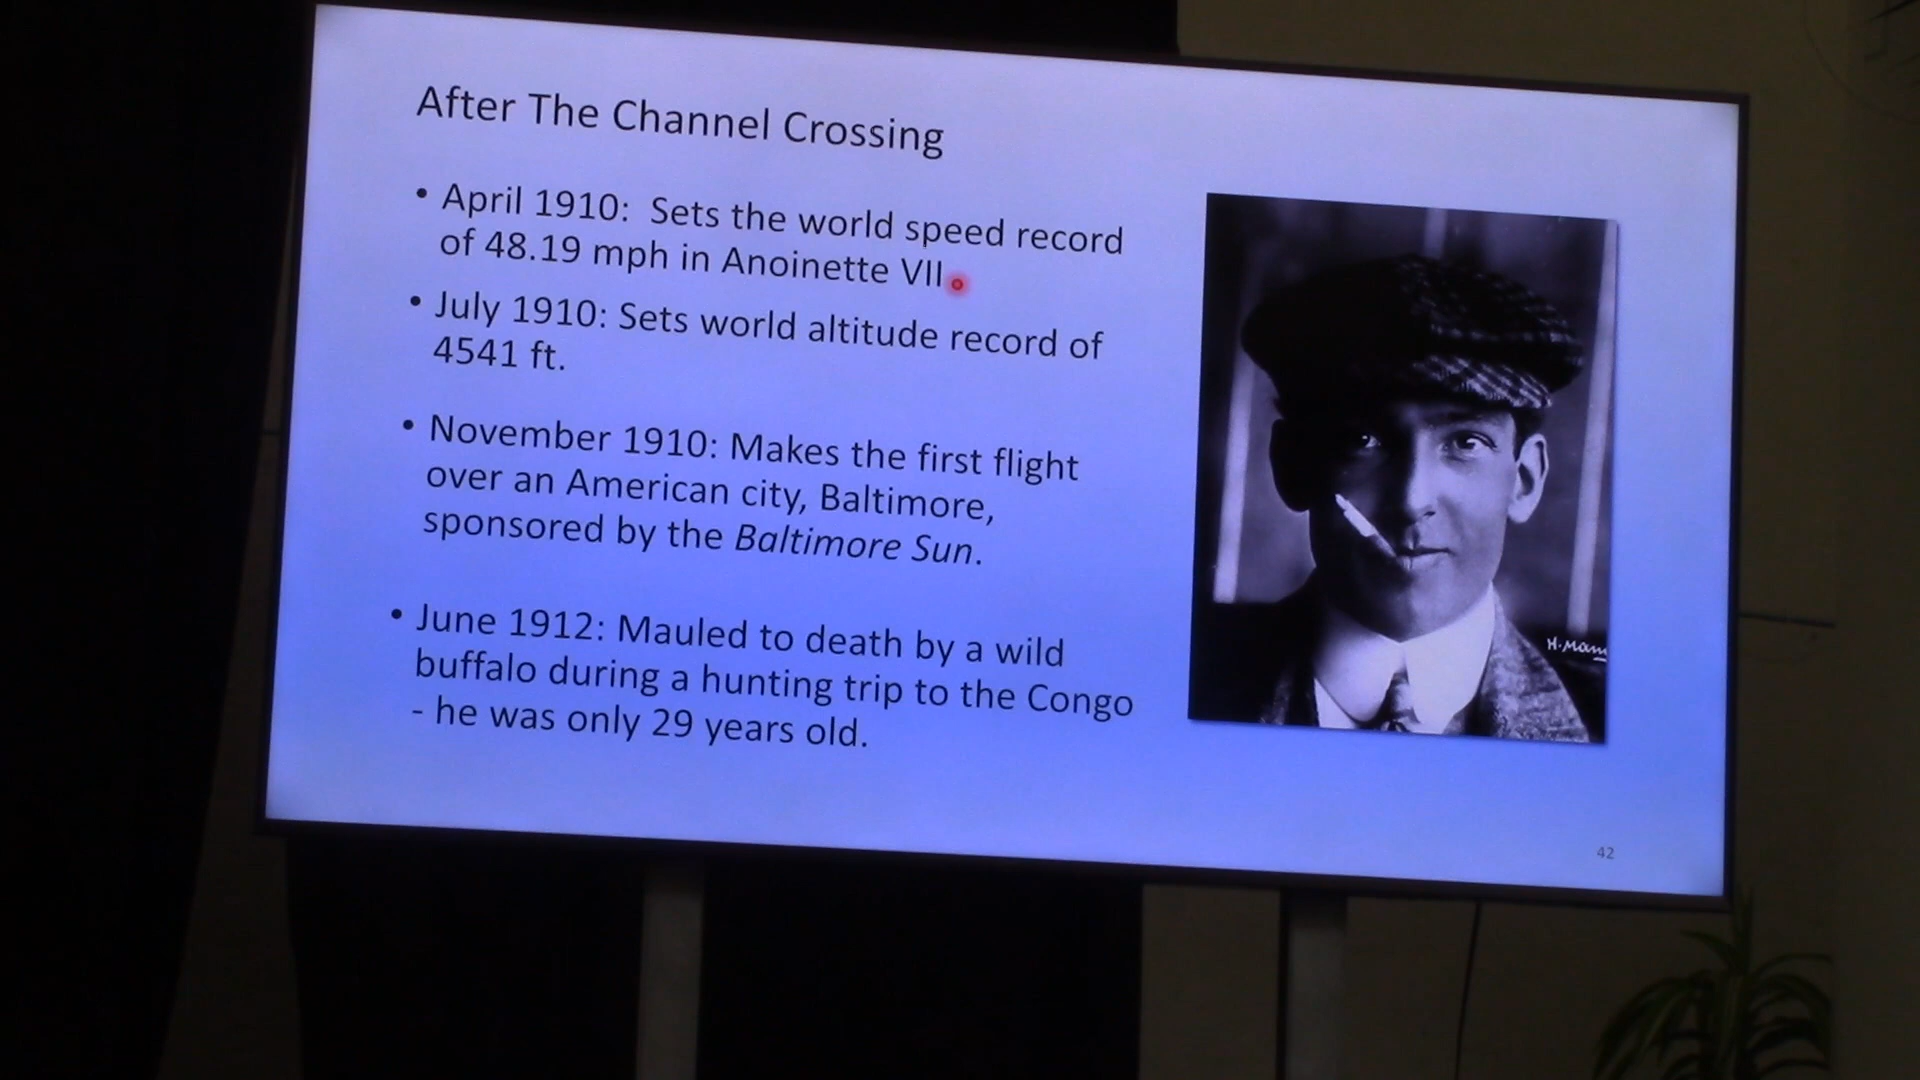 After The Channel Crossing
• April 1910: Sets the world speed record
of 48.19 mph in Anoinette VII
• July 1910: Sets world altitude record of
4541 ft.
• November 1910: Makes the first flight
over an American city, Baltimore,
sponsored by the Baltimore Sun.
• June 1912: Mauled to death by a wild
buffalo during a hunting trip to the Congo
- he was only 29 years old.
H. Man
42